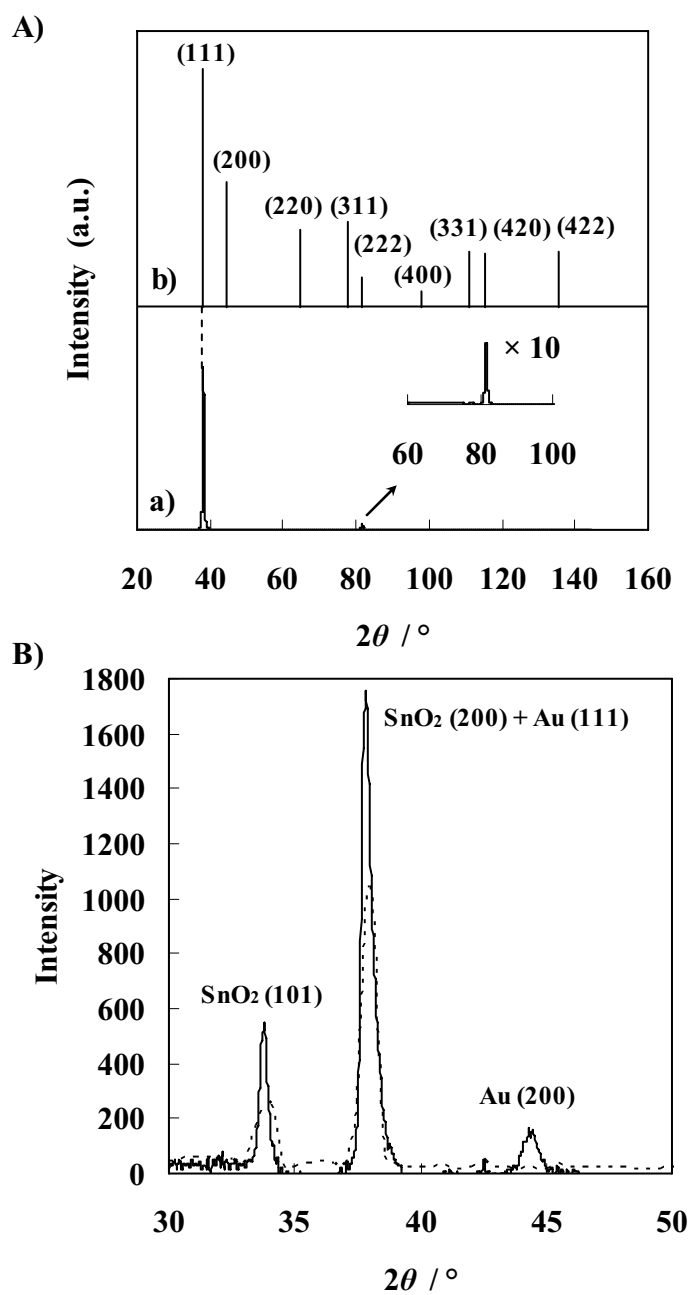 A)
(111)
(200)
(220) (311)
(222)
(400)
(331) (420) (422)
Intensity (a.u.)
b)
× 10
60 80 100
a)
20 40 60 80 100 120 140 160
2θ / °
B)
1800
1600
1400
1200
1000
800
600
400
200
0
Intensity
SnO₂ (200) + Au (111)
SnO₂ (101)
Au (200)
30 35 40 45 50
2θ / °